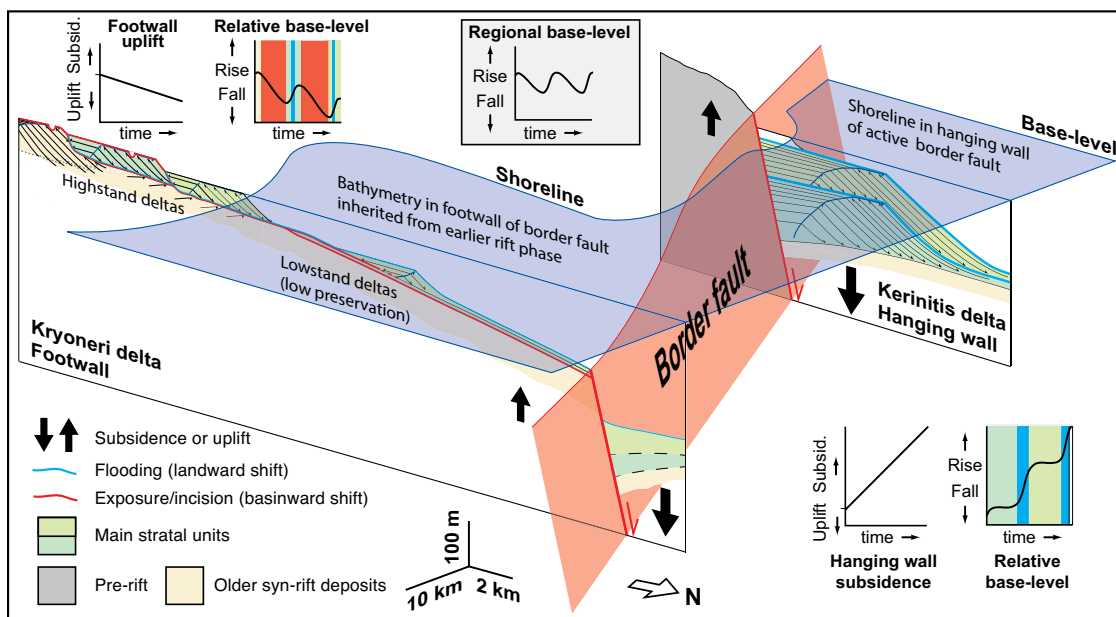 Footwall
uplift
Uplift Subsid.
time
Relative base-level
Rise
Fall
time
Regional base-level
Rise
Fall
time
Shoreline in hanging wall
of active border fault
Base-level
Shoreline
Highstand deltas
Bathymetry in footwall of border fault
inherited from earlier rift phase
Lowstand deltas
(low preservation)
Border fault
Kerinitis delta
Hanging wall
Kryoneri delta
Footwall
Subsidence or uplift
Flooding (landward shift)
Exposure/incision (basinward shift)
Main stratal units
Pre-rift
Older syn-rift deposits
100 m
10 km
2 km
N
Uplift Subsid.
time
Hanging wall
subsidence
Rise
Fall
time
Relative
base-level